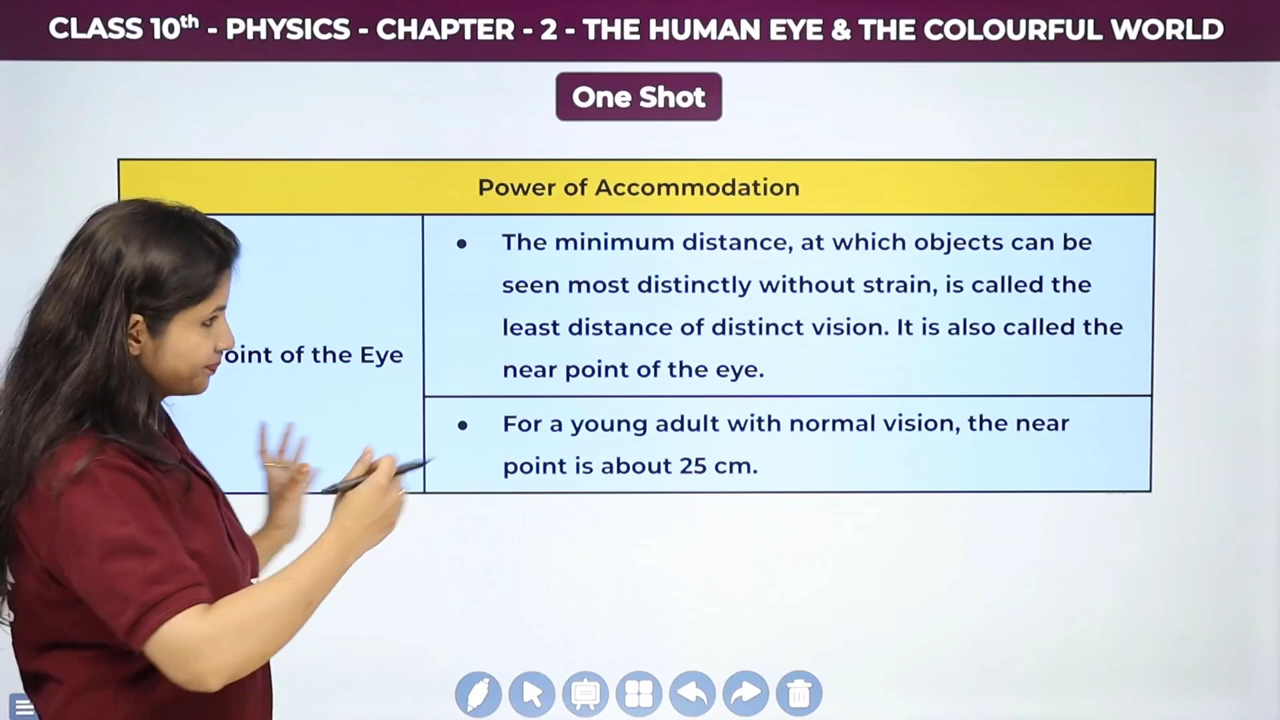 CLASS 10th - PHYSICS - CHAPTER - 2 - THE HUMAN EYE & THE COLOURFUL WORLD
One Shot
Power of Accommodation
• The minimum distance, at which objects can be
seen most distinctly without strain, is called the
least distance of distinct vision. It is also called the
near point of the eye.
oint of the Eye
• For a young adult with normal vision, the near
point is about 25 cm.